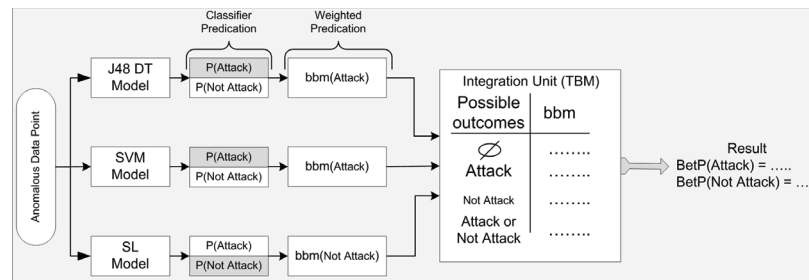 Classifier
Predication
Weighted
Predication
Anomalous Data Point
J48 DT
Model
P(Attack)
P(Not Attack)
bbm(Attack)
SVM
Model
P(Attack)
P(Not Attack)
bbm(Attack)
SL
Model
P(Attack)
P(Not Attack)
bbm(Not Attack)
Integration Unit (TBM)
Possible
outcomes
bbm
∅
........
Attack
........
Not Attack
........
Attack or
Not Attack
........
Result
BetP(Attack) = .....
BetP(Not Attack) = ...